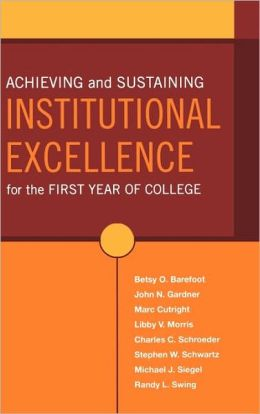 ACHIEVING and SUSTAINING
INSTITUTIONAL
EXCELLENCE
for the FIRST YEAR OF COLLEGE
Betsy O. Barefoot
John N. Gardner
Marc Cutright
Libby V. Morris
Charles C. Schroeder
Stephen W. Schwartz
Michael J. Siegel
Randy L. Swing